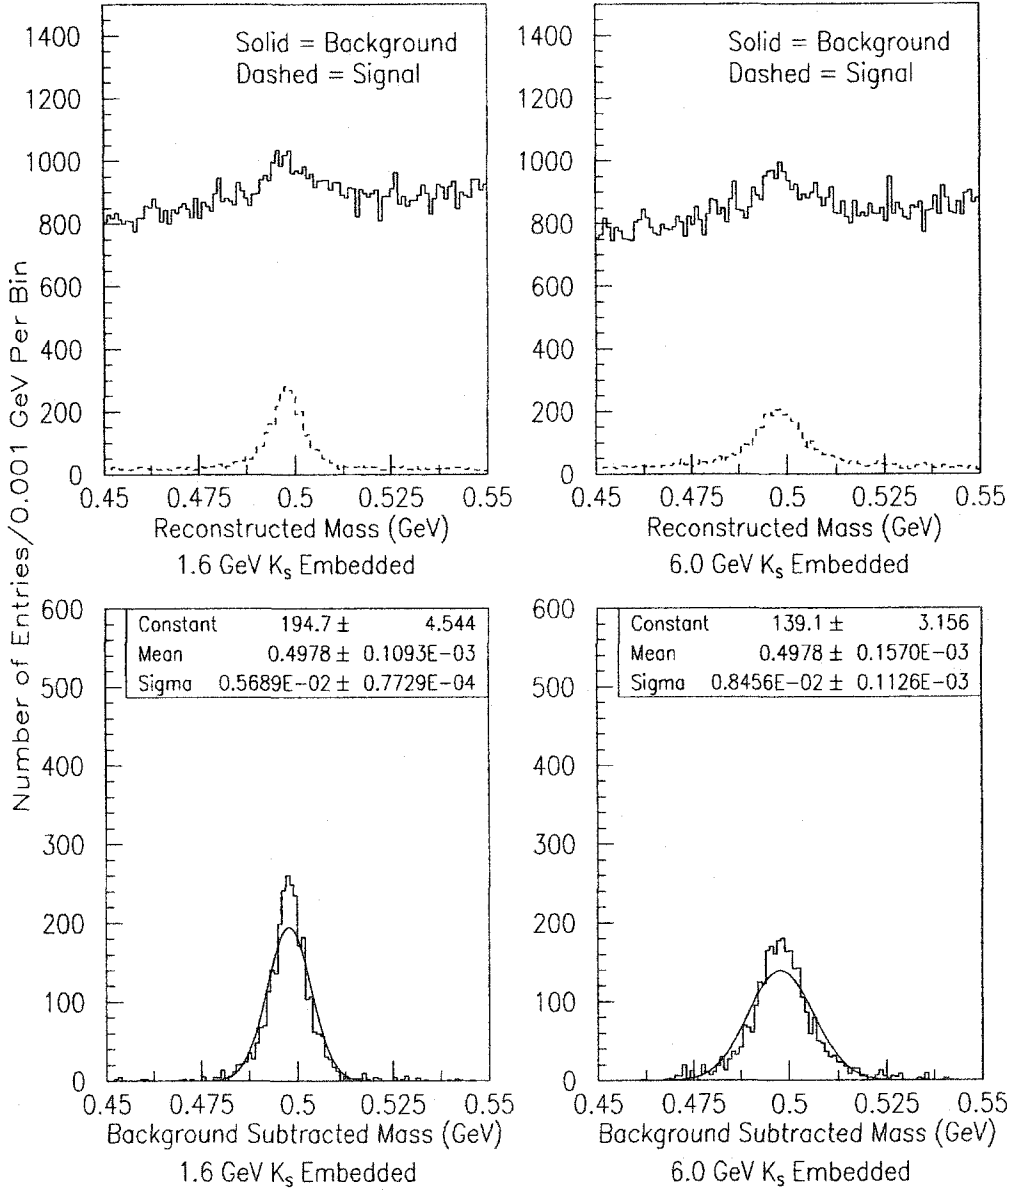 Number of Entries/0.001 GeV Per Bin
1400
1200
1000
800
600
400
200
0
Solid = Background
Dashed = Signal
0.45 0.475 0.5 0.525 0.55
Reconstructed Mass (GeV)
1.6 GeV Ks Embedded
1400
1200
1000
800
600
400
200
0
Solid = Background
Dashed = Signal
0.45 0.475 0.5 0.525 0.55
Reconstructed Mass (GeV)
6.0 GeV Ks Embedded
600
500
400
300
200
100
0
Constant 194.7 ± 4.544
Mean 0.4978 ± 0.1093E-03
Sigma 0.5689E-02 ± 0.7729E-04
0.45 0.475 0.5 0.525 0.55
Background Subtracted Mass (GeV)
1.6 GeV Ks Embedded
600
500
400
300
200
100
0
Constant 139.1 ± 3.156
Mean 0.4978 ± 0.1570E-03
Sigma 0.8456E-02 ± 0.1126E-03
0.45 0.475 0.5 0.525 0.55
Background Subtracted Mass (GeV)
6.0 GeV Ks Embedded